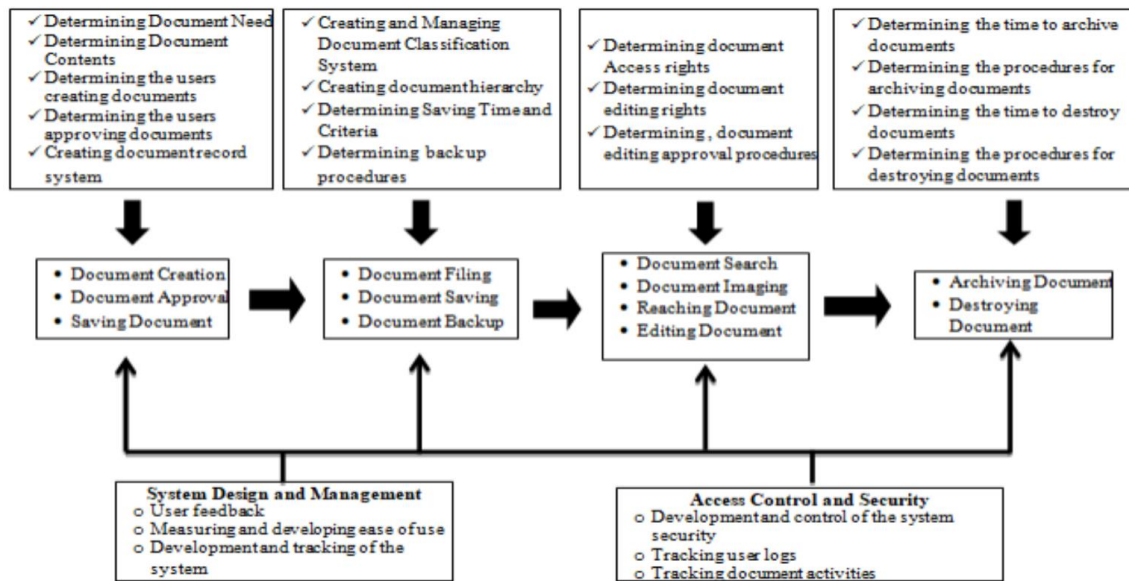 ✓ Determining Document Need
✓ Determining Document
Contents
✓ Determining the users
creating documents
✓ Determining the users
approving documents
✓ Creating document record
system
✓ Creating and Managing
Document Classification
System
✓ Creating document hierarchy
✓ Determining Saving Time and
Criteria
✓ Determining back up
procedures
✓ Determining document
Access rights
✓ Determining document
editing rights
✓ Determining , document
editing approval procedures
✓ Determining the time to archive
documents
✓ Determining the procedures for
archiving documents
✓ Determining the time to destroy
documents
✓ Determining the procedures for
destroying documents
• Document Creation
• Document Approval
• Saving Document
• Document Filing
• Document Saving
• Document Backup
• Document Search
• Document Imaging
• Reaching Document
• Editing Document
• Archiving Document
• Destroying
Document
System Design and Management
o User feedback
o Measuring and developing ease of use
o Development and tracking of the
system
Access Control and Security
o Development and control of the system
security
o Tracking user logs
o Tracking document activities